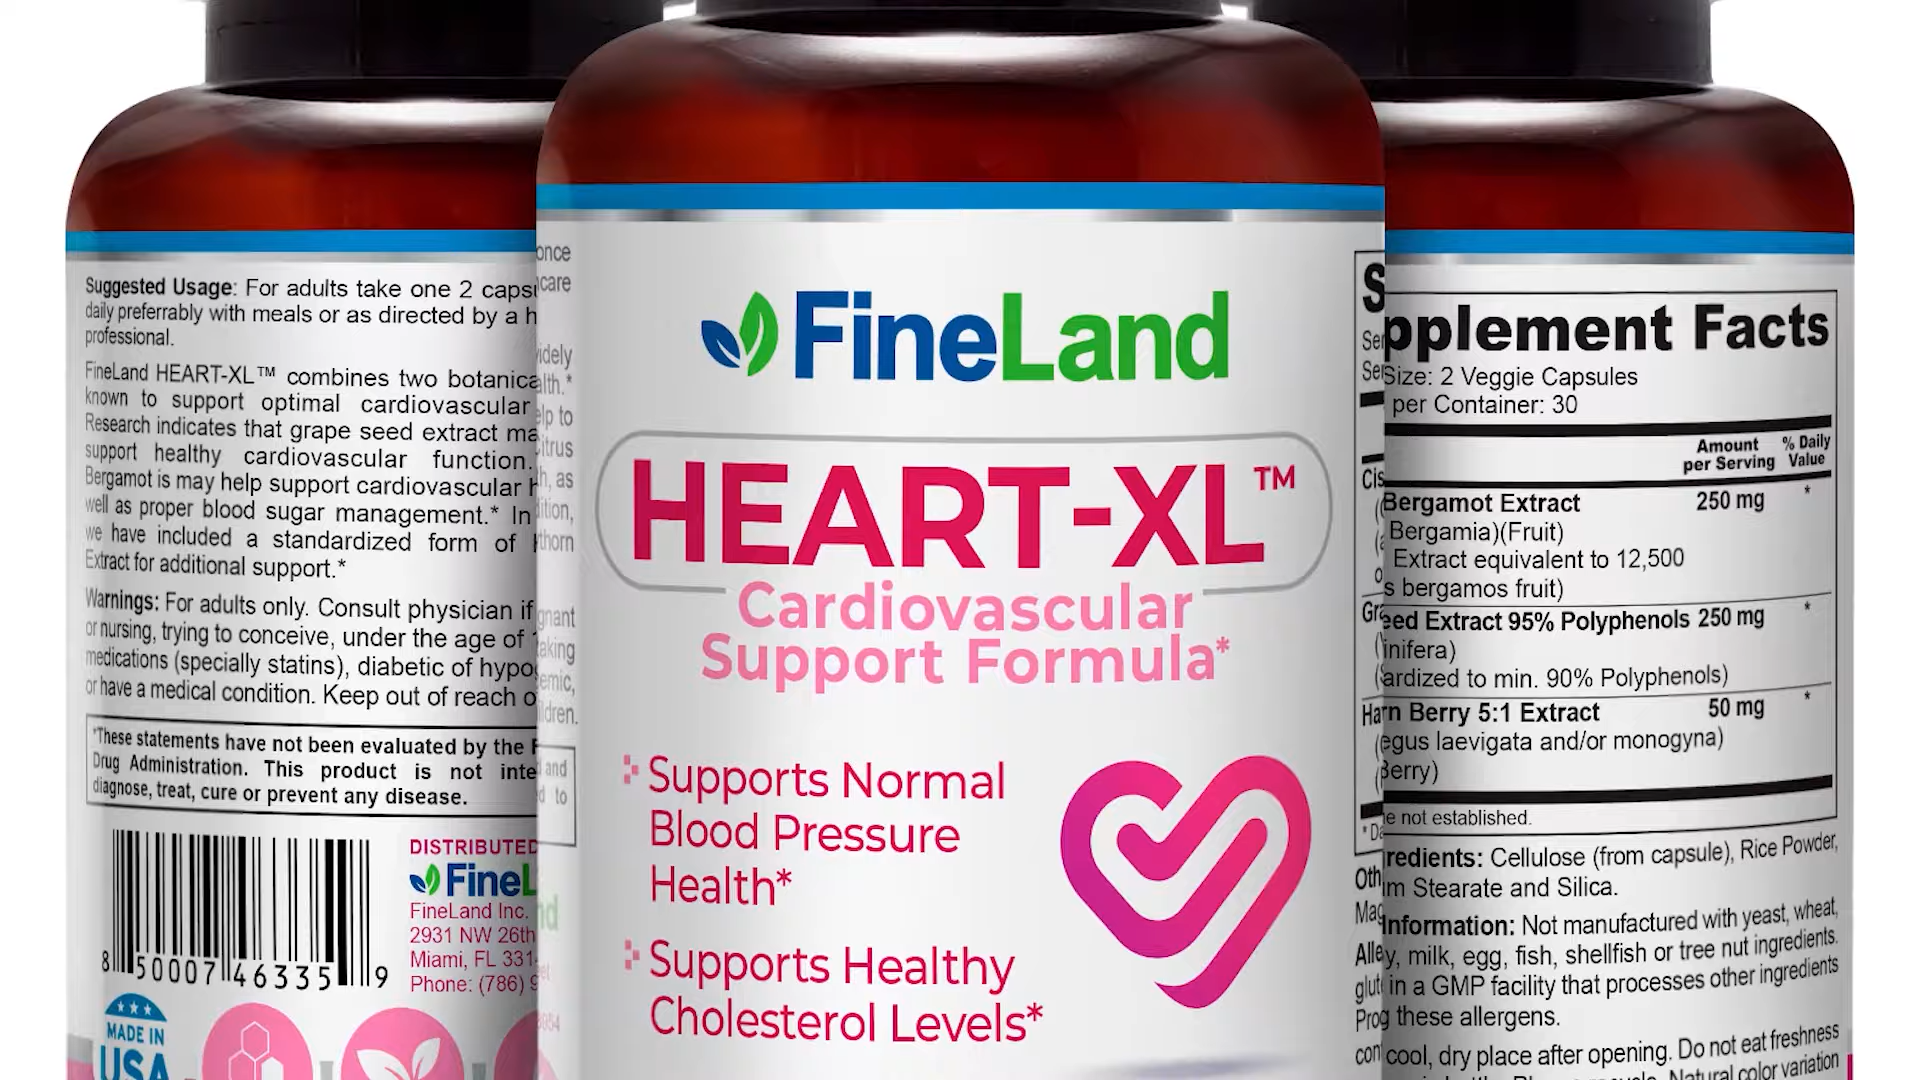 Suggested Usage: For adults take one 2 caps
daily preferrably with meals or as directed by a h
professional.
FineLand HEART-XL™ combines two botanica
known to support optimal cardiovascular
Research indicates that grape seed extract ma
support healthy cardiovascular function.
Bergamot is may help support cardiovascular h
well as proper blood sugar management.* In
we have included a standardized form of
Extract for additional support.*
Warnings: For adults only. Consult physician if
or nursing, trying to conceive, under the age of
medications (specially statins), diabetic of hypo
or have a medical condition. Keep out of reach o
*These statements have not been evaluated by the F
Drug Administration. This product is not inte
diagnose, treat, cure or prevent any disease.
8 50007 46335 9
DISTRIBUTED
FineL
FineLand Inc.
2931 NW 26th
Miami, FL 331
Phone: (786) 9
MADE IN
USA
once
care
widely
alth.*
elp to
Citrus
h, as
dition,
thorn
gnant
aking
emic,
ildren.
d and
d to
nd
FineLand
HEART-XL™
Cardiovascular
Support Formula*
Supports Normal
Blood Pressure
Health*
Supports Healthy
Cholesterol Levels*
pplement Facts
Size: 2 Veggie Capsules
per Container: 30
Amount per Serving % Daily Value
Bergamot Extract 250 mg *
Bergamia)(Fruit)
Extract equivalent to 12,500
s bergamos fruit)
eed Extract 95% Polyphenols 250 mg *
inifera)
ardized to min. 90% Polyphenols)
n Berry 5:1 Extract 50 mg *
egus laevigata and/or monogyna)
Berry)
e not established.
redients: Cellulose (from capsule), Rice Powder,
m Stearate and Silica.
Information: Not manufactured with yeast, wheat,
y, milk, egg, fish, shellfish or tree nut ingredients.
in a GMP facility that processes other ingredients
these allergens.
cool, dry place after opening. Do not eat freshness
Natural color variation